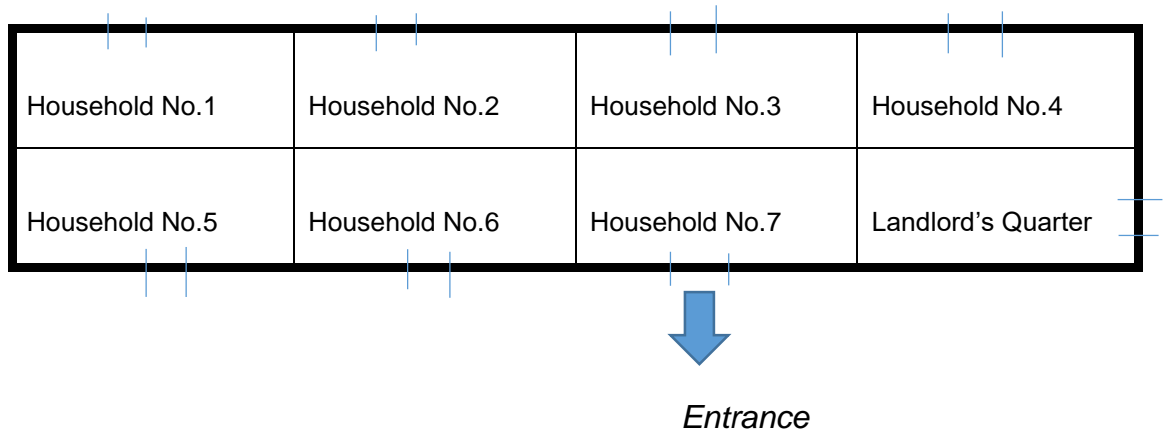 Household No.1
Household No.2
Household No.3
Household No.4
Household No.5
Household No.6
Household No.7
Landlord’s Quarter
Entrance